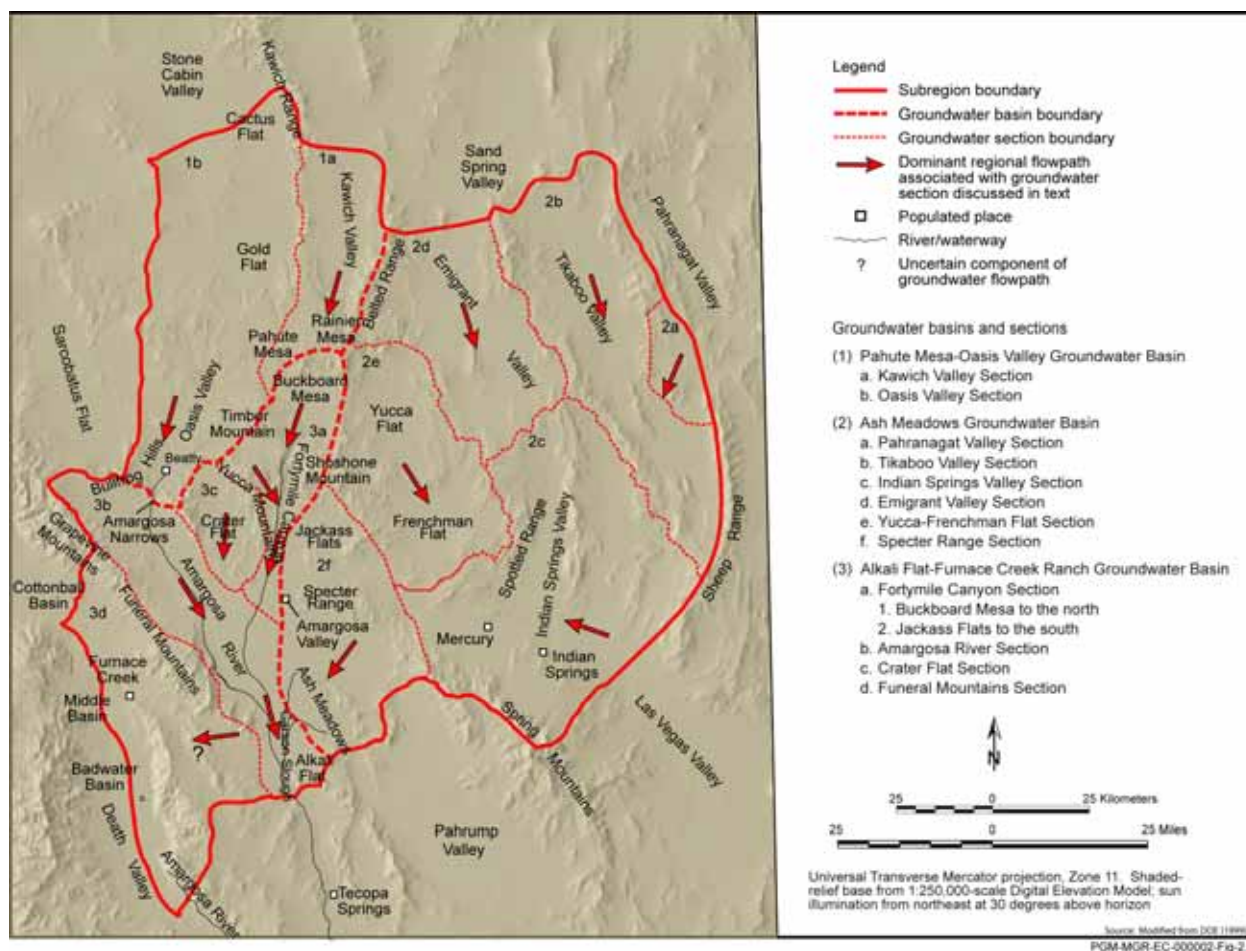 Stone
Cabin
Valley
Kawich Range
Cactus
Flat
1b
1a
Kawich Valley
Sand
Spring
Valley
2b
2d
Pahranagat Valley
Gold
Flat
Belted Range
Emigrant
Valley
Tikaboo Valley
2a
Rainier
Mesa
Pahute
Mesa
2e
Buckboard
Mesa
Sarcobatus Flat
Oasis Valley
Timber
Mountain
Yucca
Flat
3a
2c
Fortymile Canyon
Shoshone
Mountain
Beatty
Bullfrog Hills
3b
3c
Yucca Mountain
Amargosa
Narrows
Crater
Flat
Jackass
Flats
2f
Frenchman
Flat
Spotted Range
Indian Springs Valley
Sheep Range
Grapevine
Mountains
Cottonball
Basin
3d
Funeral Mountains
Amargosa
River
Specter
Range
Amargosa
Valley
Mercury
Indian
Springs
Furnace
Creek
Middle
Basin
Ash Meadows
Carson Slough
Alkali
Flat
?
Spring
Mountains
Las Vegas Valley
Badwater
Basin
Death
Valley
Amargosa River
Pahrump
Valley
Tecopa
Springs
Legend
Subregion boundary
Groundwater basin boundary
Groundwater section boundary
Dominant regional flowpath
associated with groundwater
section discussed in text
Populated place
River/waterway
? Uncertain component of
groundwater flowpath
Groundwater basins and sections
(1) Pahute Mesa-Oasis Valley Groundwater Basin
a. Kawich Valley Section
b. Oasis Valley Section
(2) Ash Meadows Groundwater Basin
a. Pahranagat Valley Section
b. Tikaboo Valley Section
c. Indian Springs Valley Section
d. Emigrant Valley Section
e. Yucca-Frenchman Flat Section
f. Specter Range Section
(3) Alkali Flat-Furnace Creek Ranch Groundwater Basin
a. Fortymile Canyon Section
1. Buckboard Mesa to the north
2. Jackass Flats to the south
b. Amargosa River Section
c. Crater Flat Section
d. Funeral Mountains Section
N
25 0 25 Kilometers
25 0 25 Miles
Universal Transverse Mercator projection, Zone 11. Shaded-
relief base from 1:250,000-scale Digital Elevation Model; sun
illumination from northeast at 30 degrees above horizon
Source: Modified from DOE (1999)
PGM-MGR-EC-000002-Fig-3